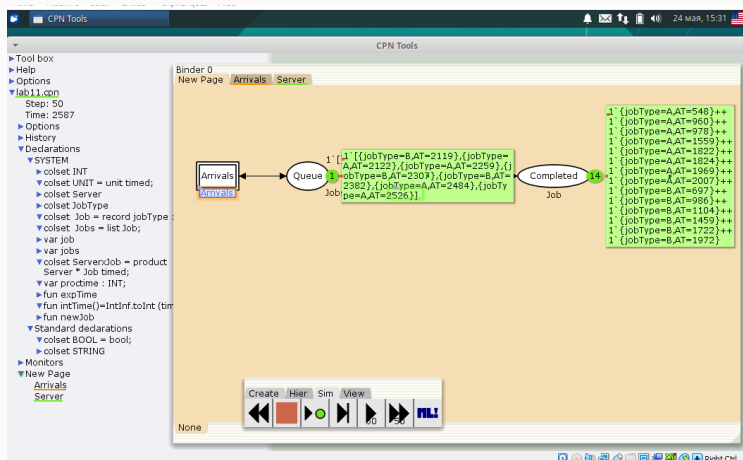 CPN Tools
24 мая, 15:31
CPN Tools
Tool box
Help
Options
lab11.cpn
Step: 50
Time: 2587
Options
History
Declarations
SYSTEM
colset INT
colset UNIT = unit timed;
colset Server
colset JobType
colset Job = record jobType :
colset Jobs = list Job;
var job
var jobs
colset ServerxJob = product
Server * Job timed;
var proctime : INT;
fun expTime
fun intTime()=IntInf.toInt (tim
fun newJob
Standard declarations
colset BOOL = bool;
colset STRING
Monitors
New Page
Arrivals
Server
Binder 0
New Page Arrivals Server
Arrivals
Arrivals
Queue
1
1`[
1`[{jobType=B,AT=2119},{jobType=
A,AT=2122},{jobType=A,AT=2259},{j
obType=B,AT=2307},{jobType=B,AT=
2382},{jobType=A,AT=2484},{jobTy
pe=A,AT=2526}]
Completed
14
Job
1`{jobType=A,AT=548}++
1`{jobType=A,AT=960}++
1`{jobType=A,AT=978}++
1`{jobType=A,AT=1559}++
1`{jobType=A,AT=1822}++
1`{jobType=A,AT=1824}++
1`{jobType=A,AT=1969}++
1`{jobType=A,AT=2007}++
1`{jobType=B,AT=697}++
1`{jobType=B,AT=986}++
1`{jobType=B,AT=1104}++
1`{jobType=B,AT=1459}++
1`{jobType=B,AT=1722}++
1`{jobType=B,AT=1972}
Create Hier Sim View
50
ML!
None
Right Ctrl